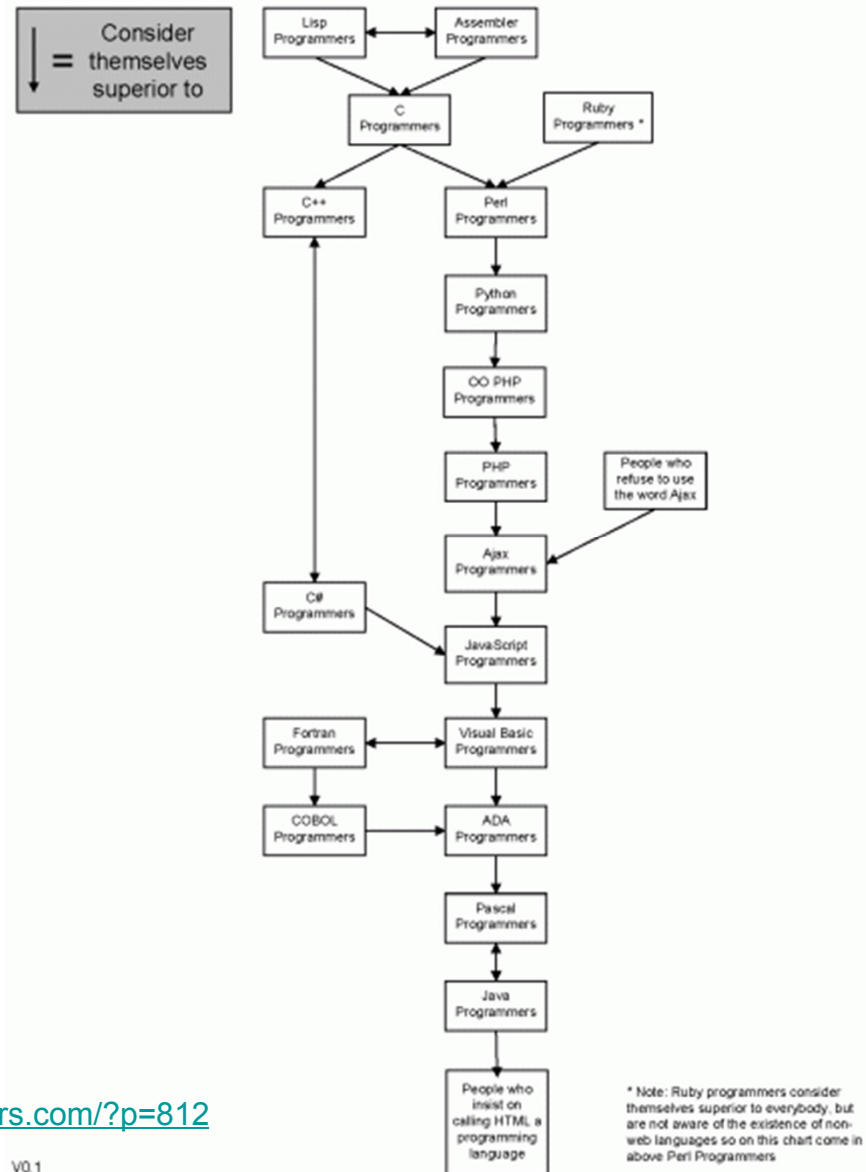 =
Consider
themselves
superior to
Lisp
Programmers
Assembler
Programmers
C
Programmers
Ruby
Programmers *
C++
Programmers
Perl
Programmers
Python
Programmers
OO PHP
Programmers
PHP
Programmers
People who
refuse to use
the word Ajax
Ajax
Programmers
C#
Programmers
JavaScript
Programmers
Fortran
Programmers
Visual Basic
Programmers
COBOL
Programmers
ADA
Programmers
Pascal
Programmers
Java
Programmers
People who
insist on
calling HTML a
programming
language
rs.com/?p=812
* Note: Ruby programmers consider
themselves superior to everybody, but
are not aware of the existence of non-
web languages so on this chart come in
above Perl Programmers
V0.1